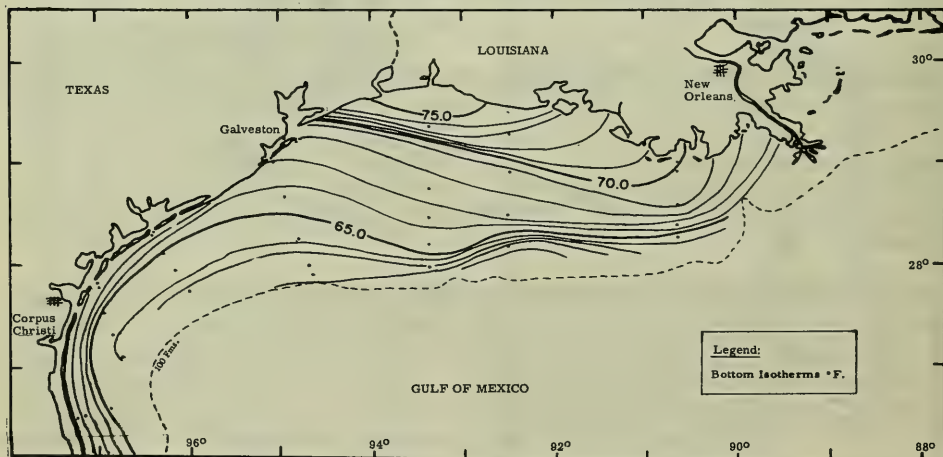 LOUISIANA
TEXAS
New
Orleans
30°
Galveston
75.0
70.0
65.0
28°
Corpus
Christi
100 Fms.
Legend:
Bottom Isotherms °F.
GULF OF MEXICO
96°
94°
92°
90°
88°